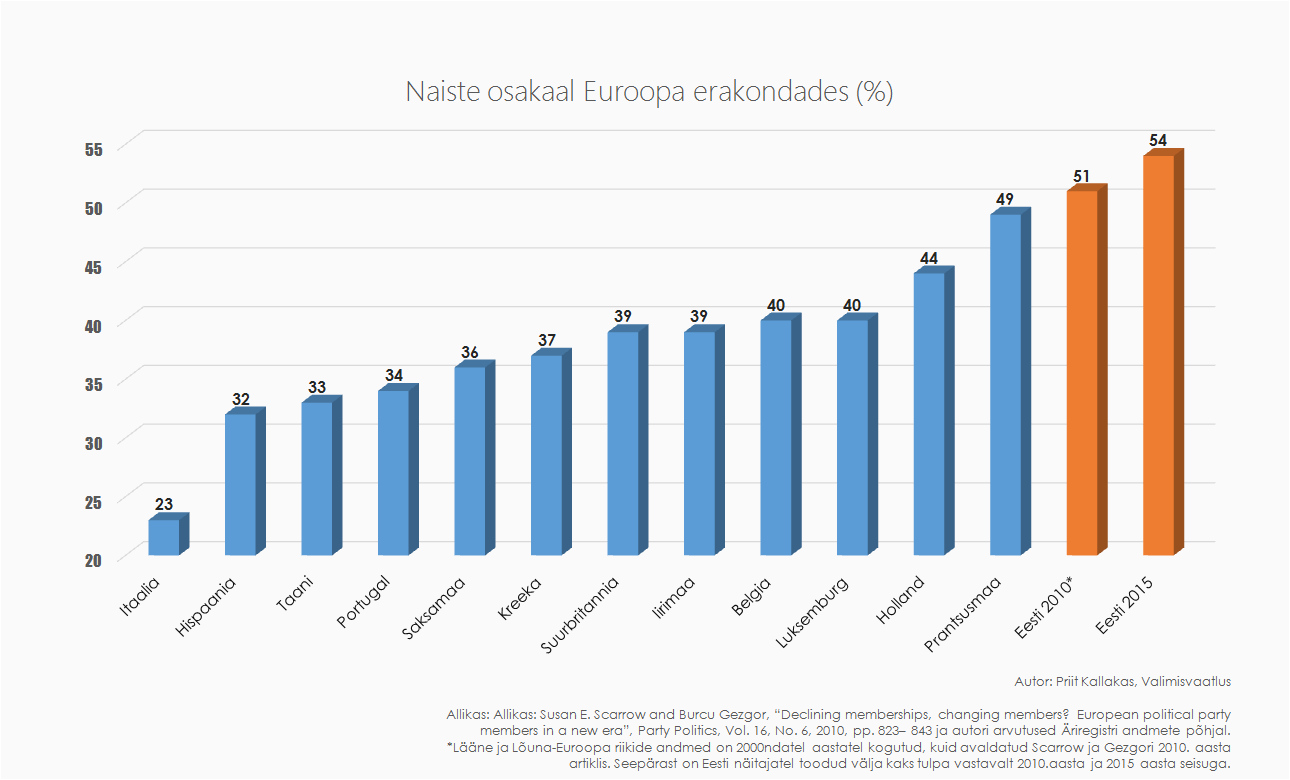 Naiste osakaal Euroopa erakondades (%)
55
50
45
40
35
30
25
20
23
32
33
34
36
37
39
39
40
40
44
49
51
54
Itaalia
Hispaania
Taani
Portugal
Saksamaa
Kreeka
Suurbritannia
Iirimaa
Belgia
Luksemburg
Holland
Prantsusmaa
Eesti 2010*
Eesti 2015
Autor: Priit Kallakas, Valimisvaatlus
Allikas: Allikas: Susan E. Scarrow and Burcu Gezgor, “Declining memberships, changing members? European political party
members in a new era”, Party Politics, Vol. 16, No. 6, 2010, pp. 823– 843 ja autori arvutused Äriregistri andmete põhjal.
*Lääne ja Lõuna-Euroopa riikide andmed on 2000ndatel aastatel kogutud, kuid avaldatud Scarrow ja Gezgori 2010. aasta
artiklis. Seepärast on Eesti näitajatel toodud välja kaks tulpa vastavalt 2010.aasta ja 2015 aasta seisuga.